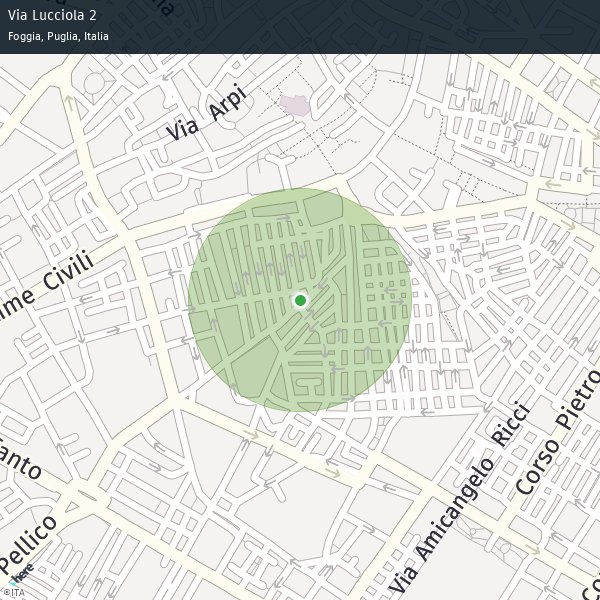 Via Lucciola 2
Foggia, Puglia, Italia
Via Arpi
ime Civili
Via Amicangelo Ricci
Corso Pietro
anto
Pellico
Co
here
©ITA